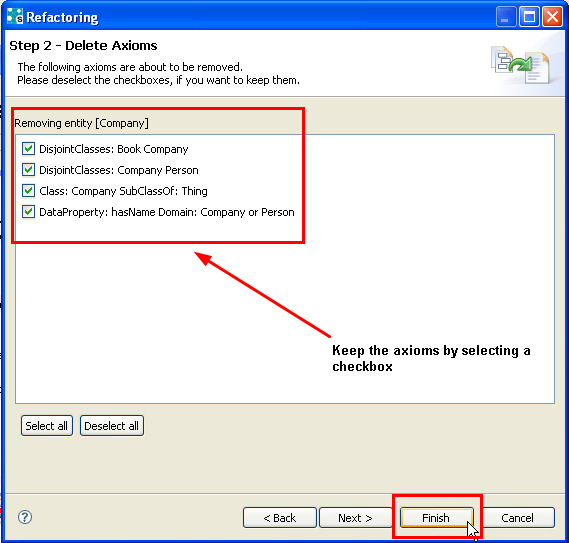 Refactoring
Step 2 - Delete Axioms
The following axioms are about to be removed.
Please deselect the checkboxes, if you want to keep them.
Removing entity [Company]
DisjointClasses: Book Company
DisjointClasses: Company Person
Class: Company SubClassOf: Thing
DataProperty: hasName Domain: Company or Person
Keep the axioms by selecting a
checkbox
Select all Deselect all
? < Back Next > Finish Cancel